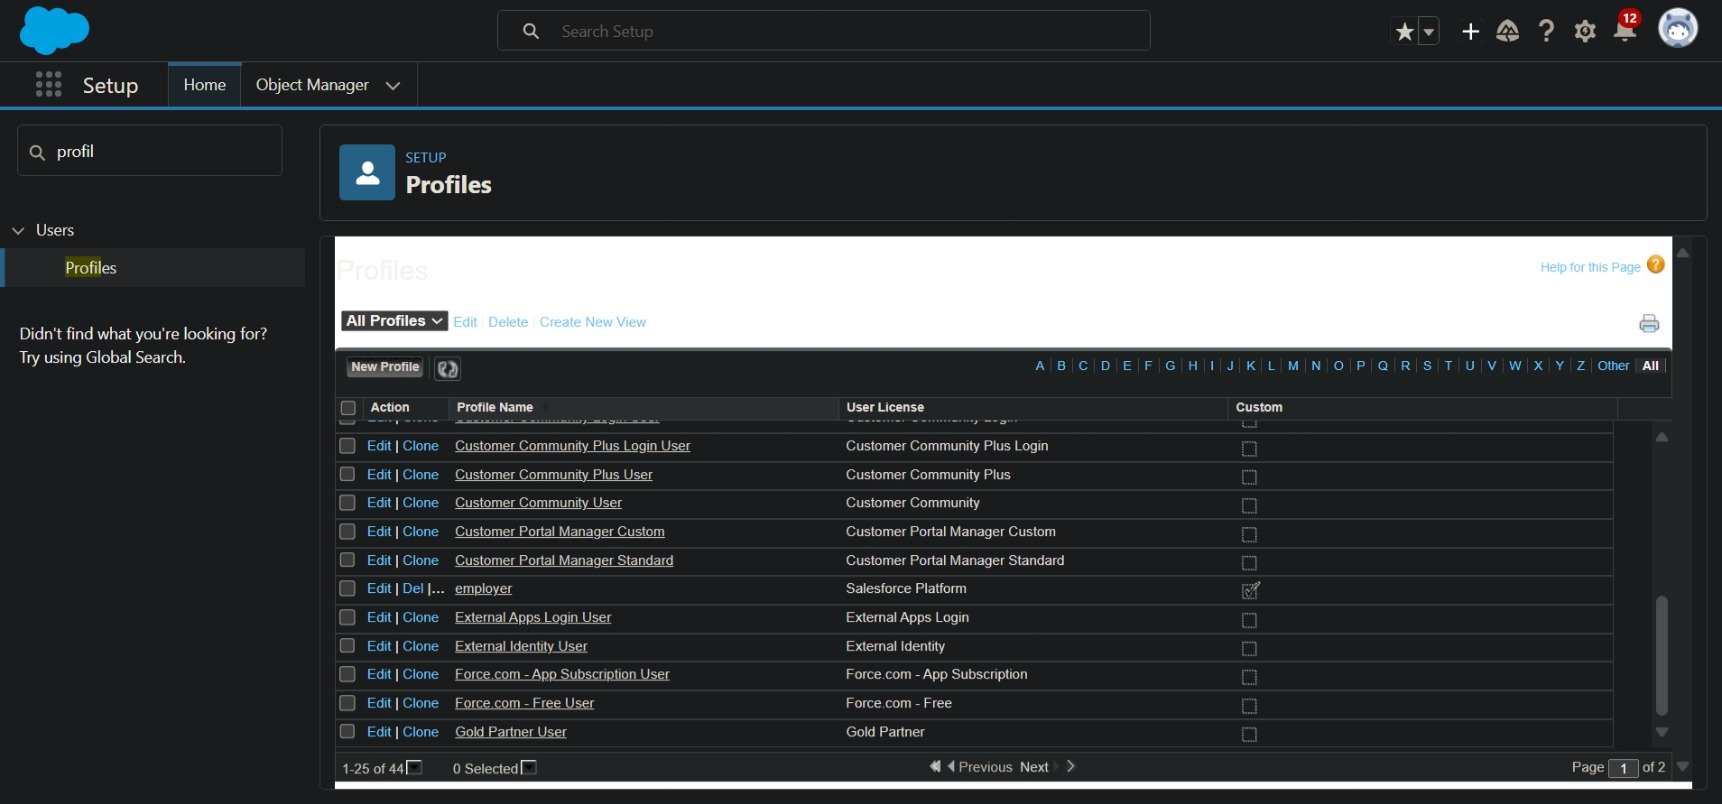 Search Setup
12
Setup
Home
Object Manager
profil
SETUP
Profiles
Users
Profiles
Didn't find what you're looking for?
Try using Global Search.
Profiles
Help for this Page ?
All Profiles Edit | Delete | Create New View
New Profile
A | B | C | D | E | F | G | H | I | J | K | L | M | N | O | P | Q | R | S | T | U | V | W | X | Y | Z | Other | All
Action Profile Name User License Custom
Edit | Clone Customer Community Plus Login User Customer Community Plus Login
Edit | Clone Customer Community Plus User Customer Community Plus
Edit | Clone Customer Community User Customer Community
Edit | Clone Customer Portal Manager Custom Customer Portal Manager Custom
Edit | Clone Customer Portal Manager Standard Customer Portal Manager Standard
Edit | Del |... employer Salesforce Platform
Edit | Clone External Apps Login User External Apps Login
Edit | Clone External Identity User External Identity
Edit | Clone Force.com - App Subscription User Force.com - App Subscription
Edit | Clone Force.com - Free User Force.com - Free
Edit | Clone Gold Partner User Gold Partner
1-25 of 44 0 Selected Previous Next Page 1 of 2